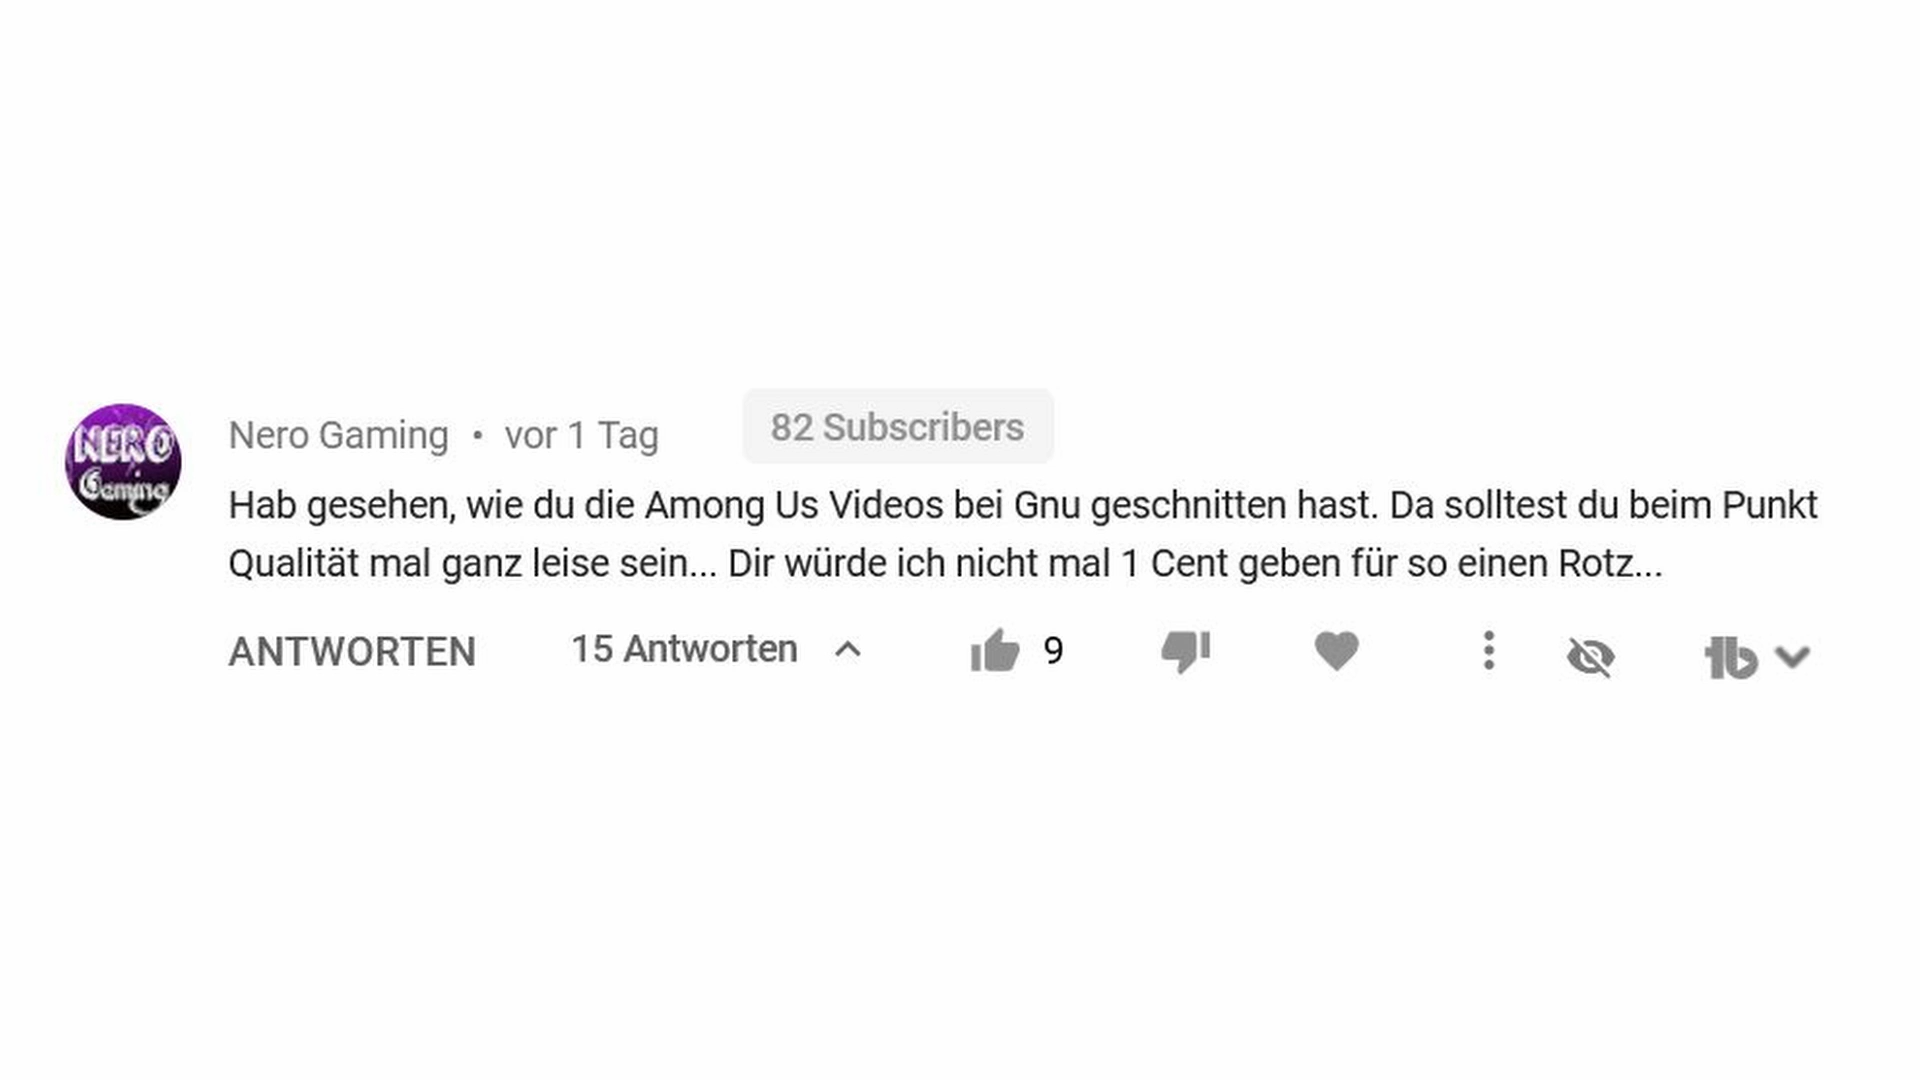 NERO
Gaming
Nero Gaming • vor 1 Tag
82 Subscribers
Hab gesehen, wie du die Among Us Videos bei Gnu geschnitten hast. Da solltest du beim Punkt
Qualität mal ganz leise sein... Dir würde ich nicht mal 1 Cent geben für so einen Rotz...
ANTWORTEN 15 Antworten 9
tb